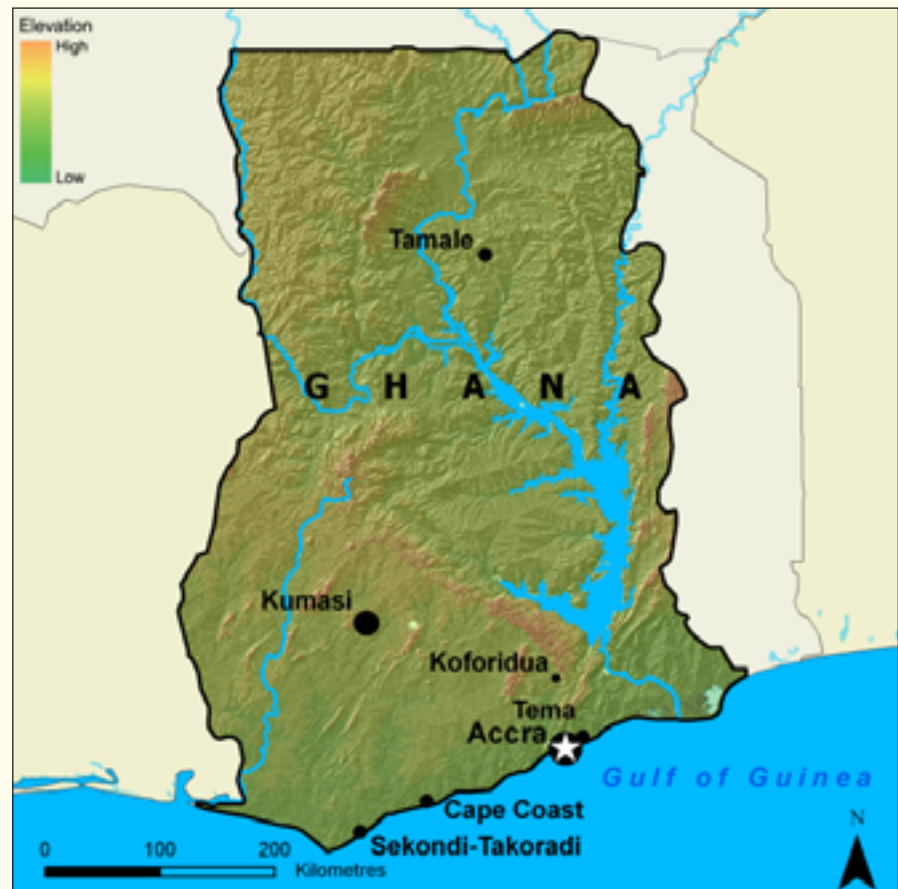 Elevation
High
Low
Tamale
G H A N A
Kumasi
Koforidua
Tema
Accra
Gulf of Guinea
Cape Coast
Sekondi-Takoradi
N
0 100 200
Kilometres